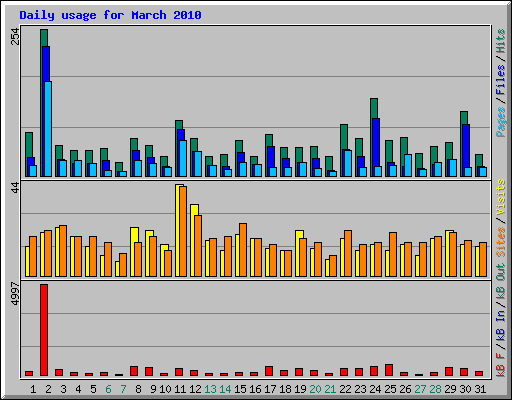 Daily usage for March 2010
254
Pages / Files / Hits
44
Sites / Visits
4997
kB F / kB In / kB Out
1 2 3 4 5 6 7 8 9 10 11 12 13 14 15 16 17 18 19 20 21 22 23 24 25 26 27 28 29 30 31